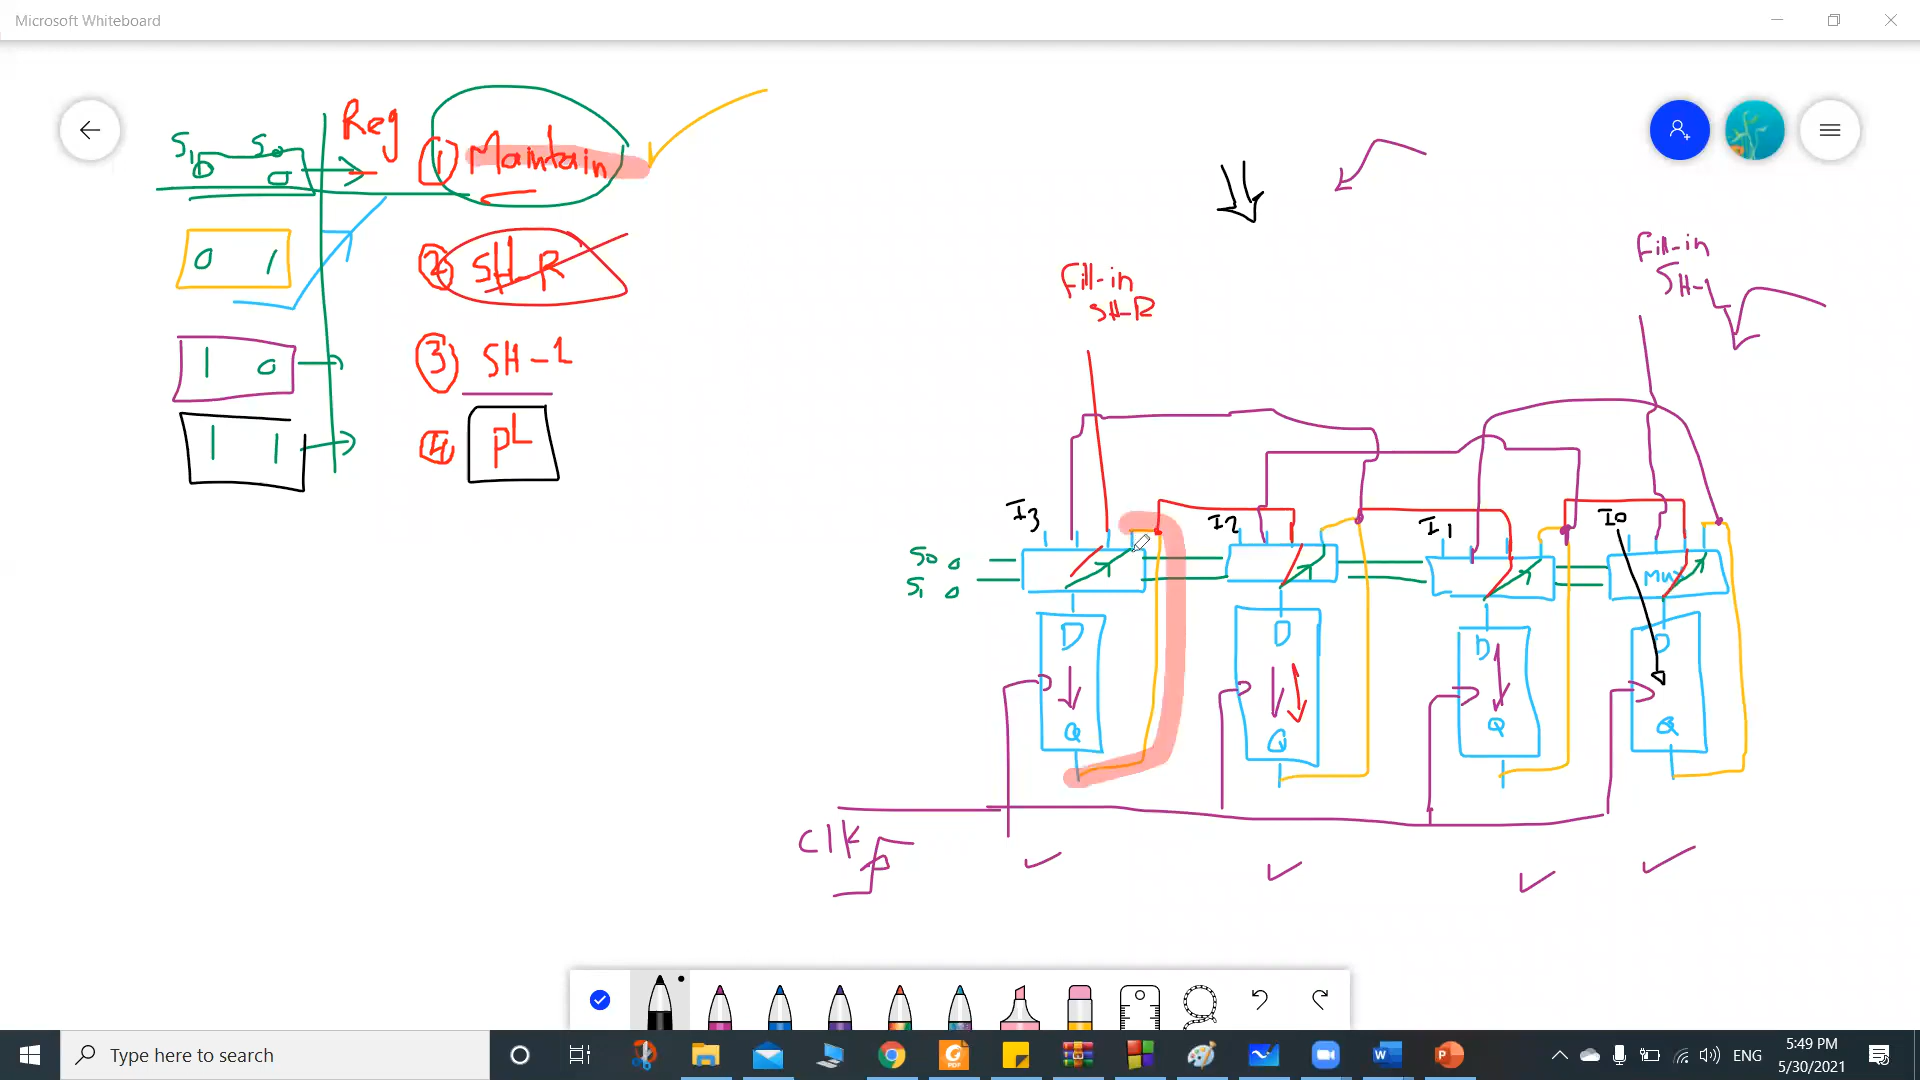 Microsoft Whiteboard
S1 S0 Reg
0 0
① Maintain
0 1
② SH-R
1 0
③ SH-L
1 1
④ PL
Fill-in
SH-R
Fill-in
SH-L
I3 I2 I1 I0
S0 0
S1 0
MUX
D D D D
Q Q Q Q
Clk
Type here to search
ENG
5:49 PM
5/30/2021